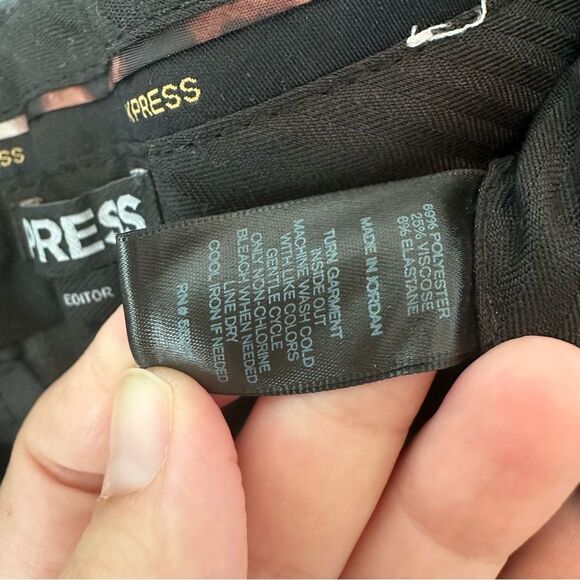 XPRESS
SS
PRESS
EDITOR
69% POLYESTER
25% VISCOSE
6% ELASTANE
MADE IN JORDAN
TURN GARMENT
INSIDE OUT
MACHINE WASH COLD
WITH LIKE COLORS
GENTLE CYCLE
ONLY NON-CHLORINE
BLEACH WHEN NEEDED
LINE DRY
COOL IRON IF NEEDED
RN#